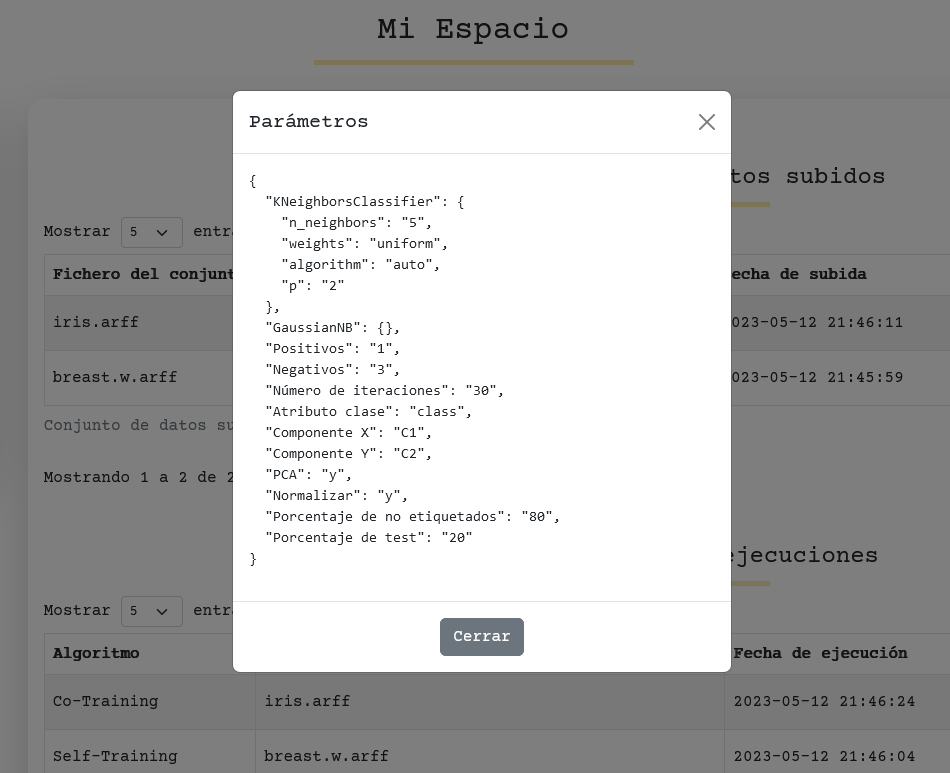 Mi Espacio
Parámetros
{
"KNeighborsClassifier": {
"n_neighbors": "5",
"weights": "uniform",
"algorithm": "auto",
"p": "2"
},
"GaussianNB": {},
"Positivos": "1",
"Negativos": "3",
"Número de iteraciones": "30",
"Atributo clase": "class",
"Componente X": "C1",
"Componente Y": "C2",
"PCA": "y",
"Normalizar": "y",
"Porcentaje de no etiquetados": "80",
"Porcentaje de test": "20"
}
Cerrar
tos subidos
Mostrar 5 entr
Fichero del conjunt echa de subida
iris.arff 023-05-12 21:46:11
breast.w.arff 023-05-12 21:45:59
Conjunto de datos su
Mostrando 1 a 2 de 2
ejecuciones
Mostrar 5 entr
Algoritmo Fecha de ejecución
Co-Training iris.arff 2023-05-12 21:46:24
Self-Training breast.w.arff 2023-05-12 21:46:04